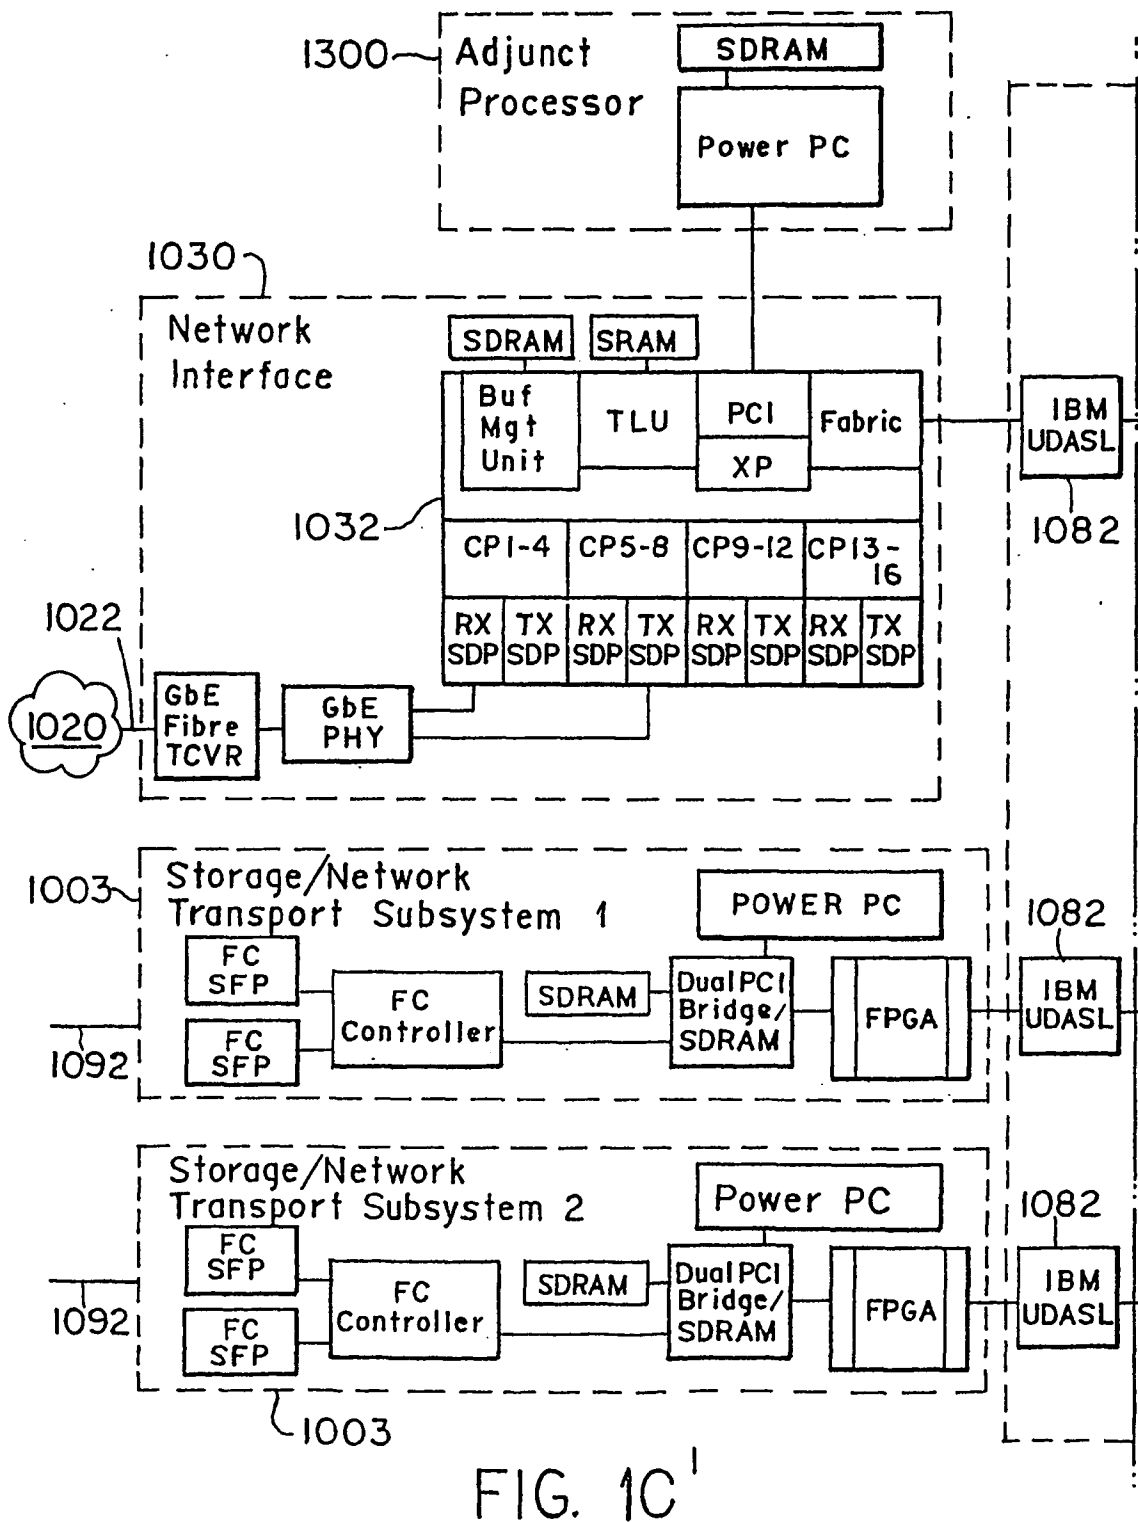 1300
Adjunct
Processor
SDRAM
Power PC
1030
Network
Interface
SDRAM
SRAM
Buf
Mgt
Unit
TLU
PCI
XP
Fabric
IBM
UDASL
1082
1032
CP1-4
CP5-8
CP9-12
CP13-
16
RX
SDP
TX
SDP
RX
SDP
TX
SDP
RX
SDP
TX
SDP
RX
SDP
TX
SDP
1022
1020
GbE
Fibre
TCVR
GbE
PHY
1003
Storage/Network
Transport Subsystem 1
POWER PC
FC
SFP
FC
SFP
FC
Controller
SDRAM
Dual PCI
Bridge/
SDRAM
FPGA
1082
IBM
UDASL
1092
Storage/Network
Transport Subsystem 2
Power PC
FC
SFP
FC
SFP
FC
Controller
SDRAM
Dual PCI
Bridge/
SDRAM
FPGA
1082
IBM
UDASL
1092
1003
FIG. 1C'